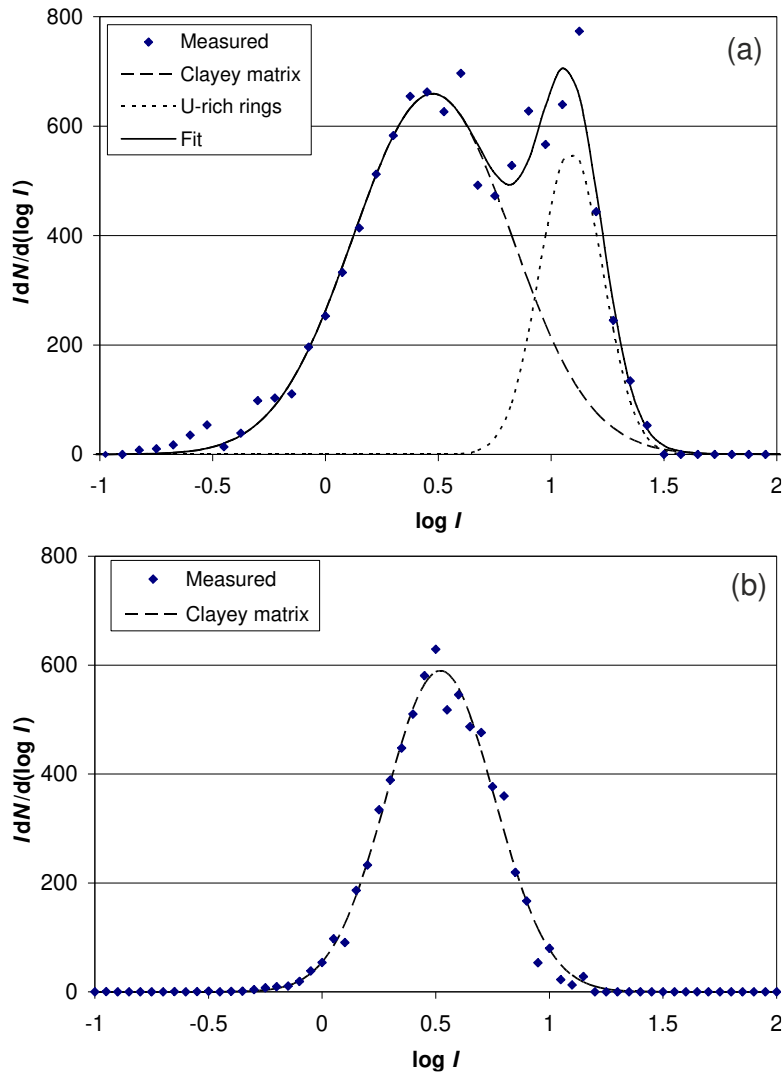 800
600
400
200
0
-1 -0.5 0 0.5 1 1.5 2
I dN/d(log I)
log I
Measured
Clayey matrix
U-rich rings
Fit
(a)
800
600
400
200
0
-1 -0.5 0 0.5 1 1.5 2
I dN/d(log I)
log I
Measured
Clayey matrix
(b)